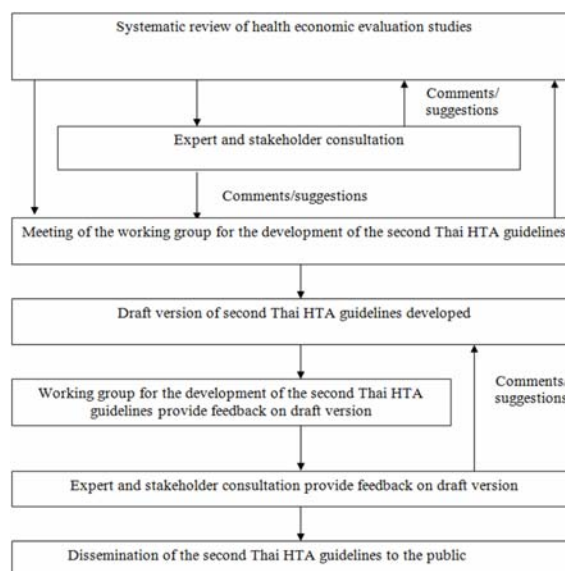 Systematic review of health economic evaluation studies
Comments/
suggestions
Expert and stakeholder consultation
Comments/suggestions
Meeting of the working group for the development of the second Thai HTA guidelines
Draft version of second Thai HTA guidelines developed
Working group for the development of the second Thai HTA
guidelines provide feedback on draft version
Comments/
suggestions
Expert and stakeholder consultation provide feedback on draft version
Dissemination of the second Thai HTA guidelines to the public